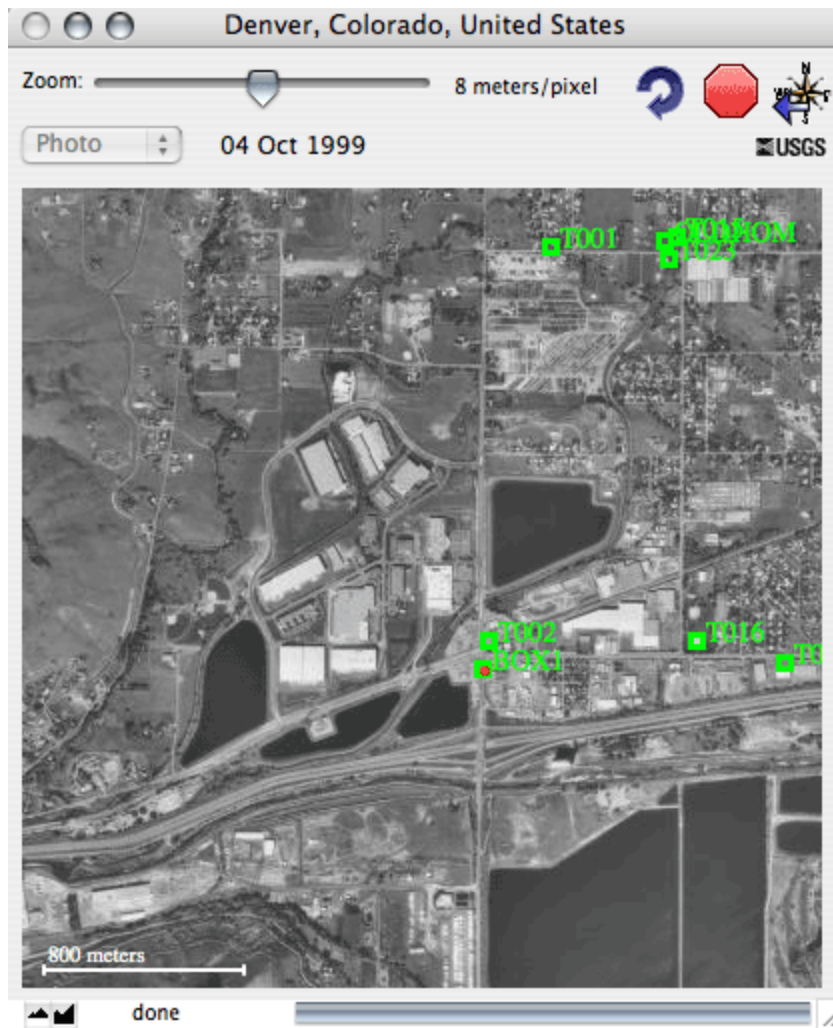 Denver, Colorado, United States
Zoom:
8 meters/pixel
N
S
Photo
04 Oct 1999
USGS
T001
T023
T002
T016
BOX1
800 meters
done